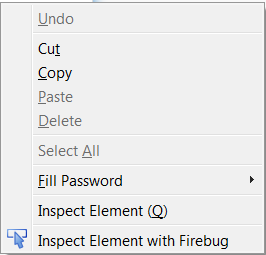 Undo
Cut
Copy
Paste
Delete
Select All
Fill Password
Inspect Element (Q)
Inspect Element with Firebug